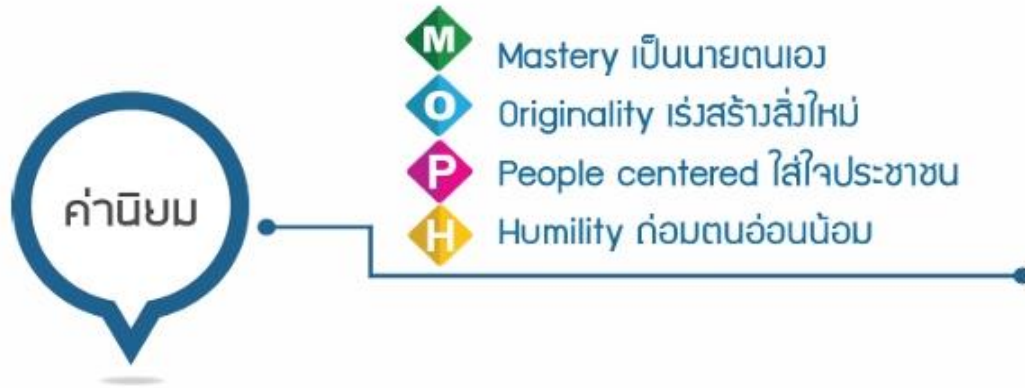 ค่านิยม
M Mastery เป็นนายตนเอง
O Originality เร่งสร้างสิ่งใหม่
P People centered ใส่ใจประชาชน
H Humility ถ่อมตนอ่อนน้อม